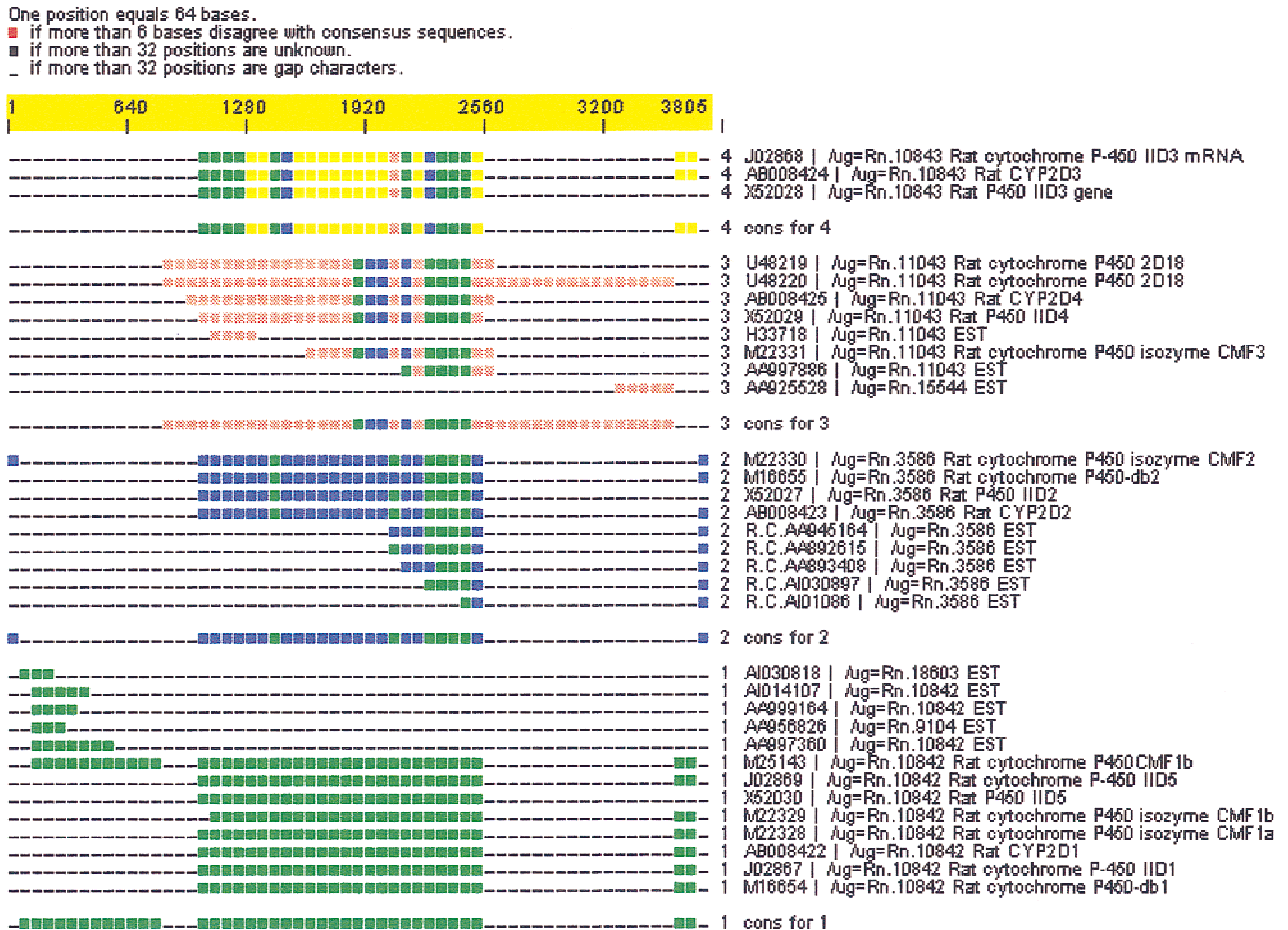 One position equals 64 bases.
if more than 6 bases disagree with consensus sequences.
if more than 32 positions are unknown.
_ if more than 32 positions are gap characters.
1 640 1280 1920 2560 3200 3805
4 J02868 | /ug=Rn.10843 Rat cytochrome P-450 IID3 mRNA
4 AB008424 | /ug=Rn.10843 Rat CYP2D3
4 X52028 | /ug=Rn.10843 Rat P450 IID3 gene
4 cons for 4
3 U48219 | /ug=Rn.11043 Rat cytochrome P450 2D18
3 U48220 | /ug=Rn.11043 Rat cytochrome P450 2D18
3 AB008425 | /ug=Rn.11043 Rat CYP2D4
3 X52029 | /ug=Rn.11043 Rat P450 IID4
3 H33718 | /ug=Rn.11043 EST
3 M22331 | /ug=Rn.11043 Rat cytochrome P450 isozyme CMF3
3 AA997886 | /ug=Rn.11043 EST
3 AA925528 | /ug=Rn.15544 EST
3 cons for 3
2 M22330 | /ug=Rn.3586 Rat cytochrome P450 isozyme CMF2
2 M16655 | /ug=Rn.3586 Rat cytochrome P450-db2
2 X52027 | /ug=Rn.3586 Rat P450 IID2
2 AB008423 | /ug=Rn.3586 Rat CYP2D2
2 R.C.AA945164 | /ug=Rn.3586 EST
2 R.C.AA892615 | /ug=Rn.3586 EST
2 R.C.AA893408 | /ug=Rn.3586 EST
2 R.C.AI030897 | /ug=Rn.3586 EST
2 R.C.AI01086 | /ug=Rn.3586 EST
2 cons for 2
1 AI030818 | /ug=Rn.18603 EST
1 AI014107 | /ug=Rn.10842 EST
1 AA999164 | /ug=Rn.10842 EST
1 AA956826 | /ug=Rn.9104 EST
1 AA997360 | /ug=Rn.10842 EST
1 M25143 | /ug=Rn.10842 Rat cytochrome P450CMF1b
1 J02869 | /ug=Rn.10842 Rat cytochrome P-450 IID5
1 X52030 | /ug=Rn.10842 Rat P450 IID5
1 M22329 | /ug=Rn.10842 Rat cytochrome P450 isozyme CMF1b
1 M22328 | /ug=Rn.10842 Rat cytochrome P450 isozyme CMF1a
1 AB008422 | /ug=Rn.10842 Rat CYP2D1
1 J02867 | /ug=Rn.10842 Rat cytochrome P-450 IID1
1 M16654 | /ug=Rn.10842 Rat cytochrome P450-db1
1 cons for 1